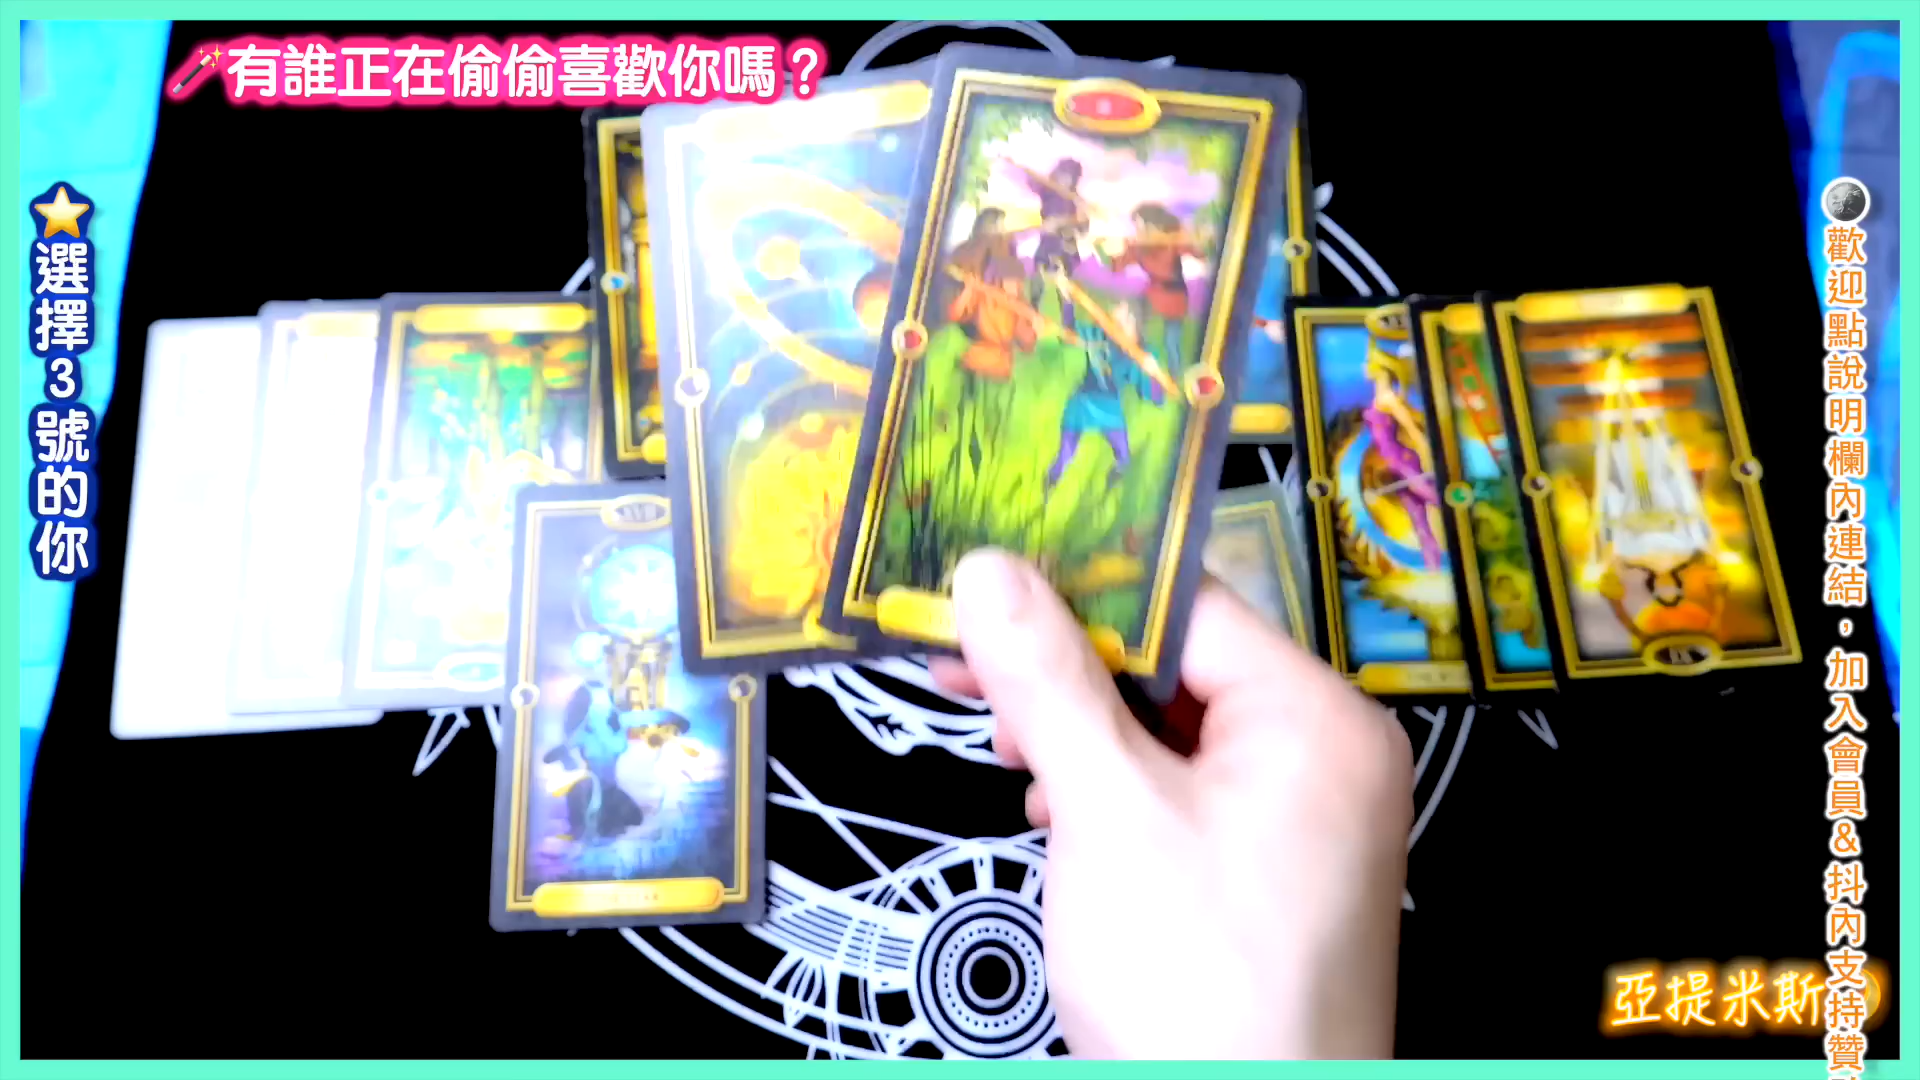 有誰正在偷偷喜歡你嗎？
選擇3號的你
歡迎點說明欄內連結，加入會員&抖內支持贊
亞提米斯